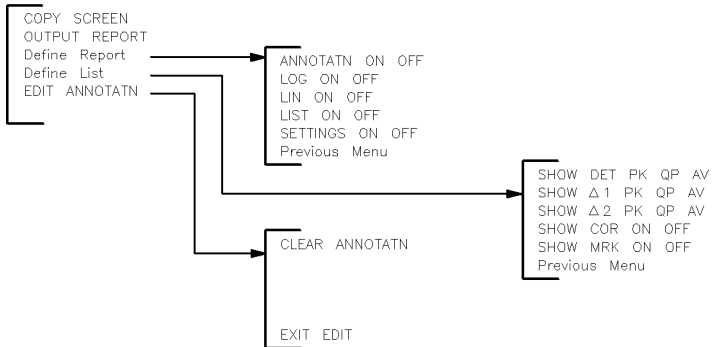 COPY SCREEN
OUTPUT REPORT
Define Report
Define List
EDIT ANNOTATN
ANNOTATN ON OFF
LOG ON OFF
LIN ON OFF
LIST ON OFF
SETTINGS ON OFF
Previous Menu
SHOW DET PK QP AV
SHOW △1 PK QP AV
SHOW △2 PK QP AV
SHOW COR ON OFF
SHOW MRK ON OFF
Previous Menu
CLEAR ANNOTATN
EXIT EDIT